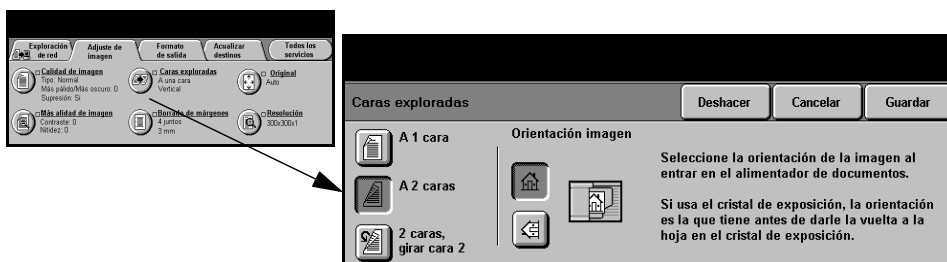 Exploración de red
Adjuste de imagen
Formato de salida
Acualizar destinos
Todos los servicios
Calidad de imagen
Tipo: Normal
Más pálido/Más oscuro: 0
Supresión: Si
Caras exploradas
A una cara
Vertical
Original
Auto
Más alidad de imagen
Contraste: 0
Nitidez: 0
Borrado de márgenes
4 juntos
3 mm
Resolución
300x300x1
Caras exploradas
Deshacer
Cancelar
Guardar
A 1 cara
A 2 caras
2 caras,
girar cara 2
Orientación imagen
Seleccione la orientación de la imagen al
entrar en el alimentador de documentos.
Si usa el cristal de exposición, la orientación
es la que tiene antes de darle la vuelta a la
hoja en el cristal de exposición.